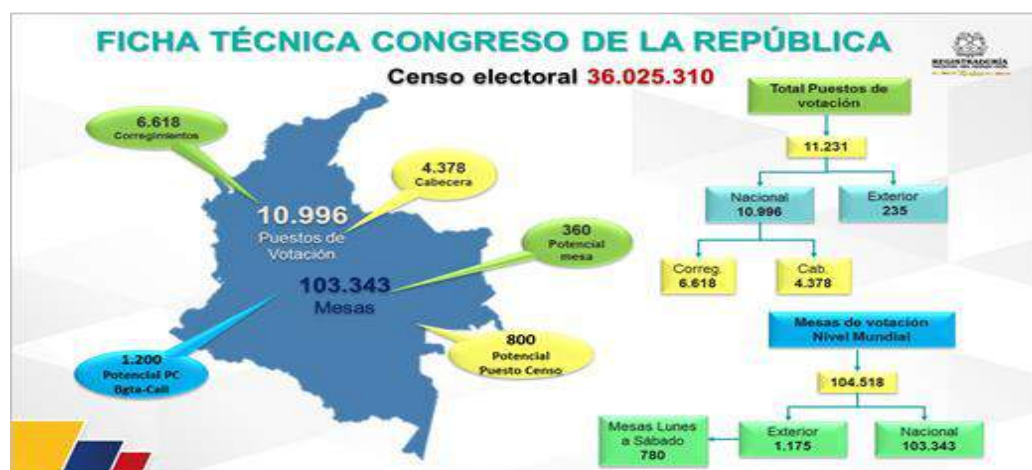 FICHA TÉCNICA CONGRESO DE LA REPÚBLICA
REGISTRADURÍA
Censo electoral 36.025.310
6.618
Corregimientos
4.378
Cabecera
10.996
Puestos de
Votación
360
Potencial
mesa
103.343
Mesas
1.200
Potencial PC
Bgta-Cali
800
Potencial
Puesto Censo
Total Puestos de
votación
11.231
Nacional
10.996
Exterior
235
Correg.
6.618
Cab.
4.378
Mesas de votación
Nivel Mundial
104.518
Mesas Lunes
a Sábado
780
Exterior
1.175
Nacional
103.343